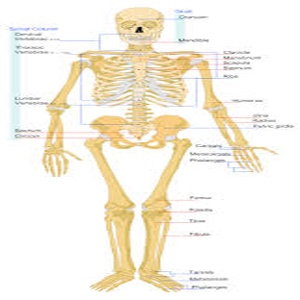 Skull
Cranium
Spinal Column
Cervical
Vertebrae
Mandible
Thoracic
Vertebrae
Clavicle
Manubrium
Scapula
Sternum
Ribs
Lumbar
Vertebrae
Humerus
Ulna
Radius
Pelvic girdle
Sacrum
Coccyx
Carpals
Metacarpals
Phalanges
Femur
Patella
Tibia
Fibula
Tarsals
Metatarsals
Phalanges